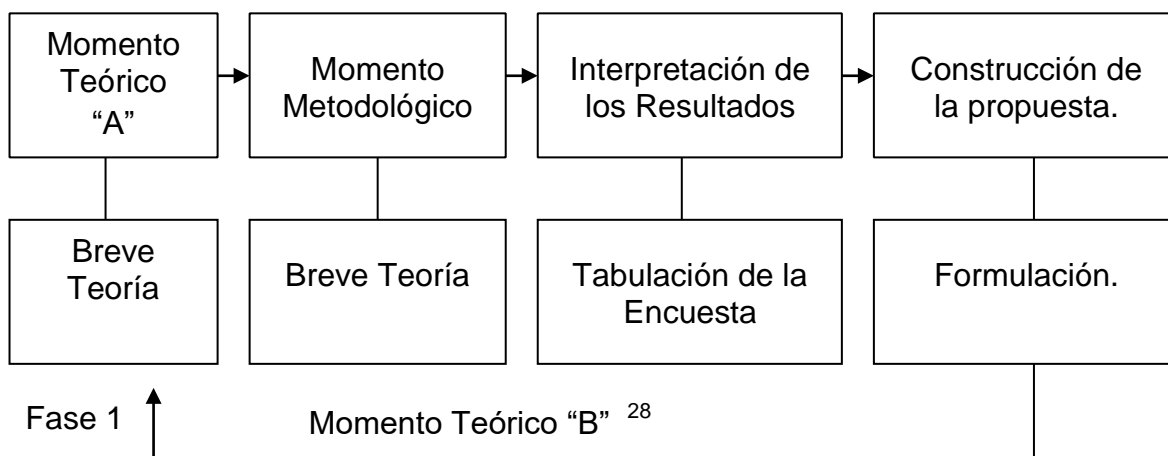 Momento
Teórico
“A”
Momento
Metodológico
Interpretación de
los Resultados
Construcción de
la propuesta.
Breve
Teoría
Breve Teoría
Tabulación de la
Encuesta
Formulación.
Fase 1
Momento Teórico “B” 28